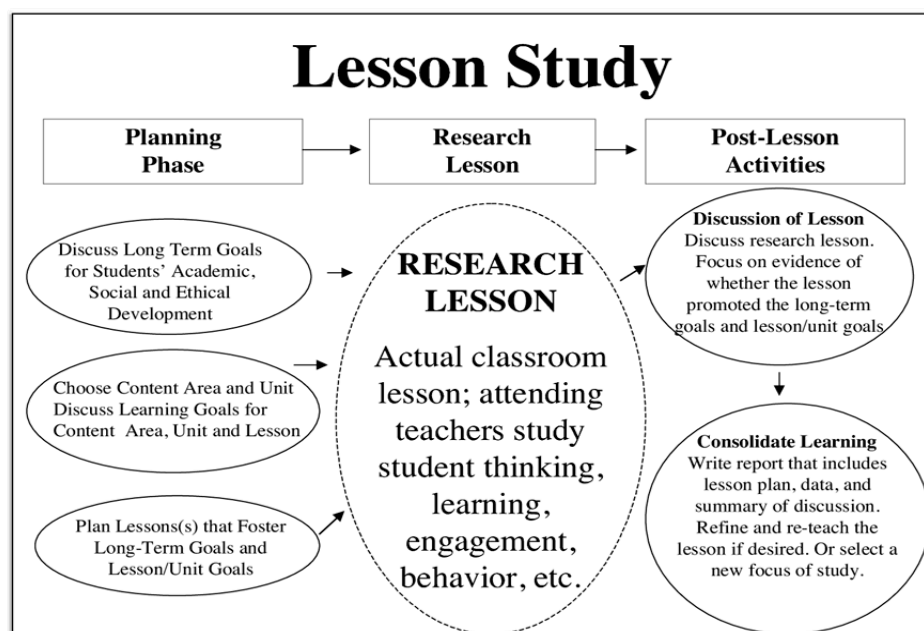 Lesson Study
Planning
Phase
Research
Lesson
Post-Lesson
Activities
Discuss Long Term Goals
for Students' Academic,
Social and Ethical
Development
Choose Content Area and Unit
Discuss Learning Goals for
Content Area, Unit and Lesson
Plan Lessons(s) that Foster
Long-Term Goals and
Lesson/Unit Goals
RESEARCH
LESSON
Actual classroom
lesson; attending
teachers study
student thinking,
learning,
engagement,
behavior, etc.
Discussion of Lesson
Discuss research lesson.
Focus on evidence of
whether the lesson
promoted the long-term
goals and lesson/unit goals
Consolidate Learning
Write report that includes
lesson plan, data, and
summary of discussion.
Refine and re-teach the
lesson if desired. Or select a
new focus of study.